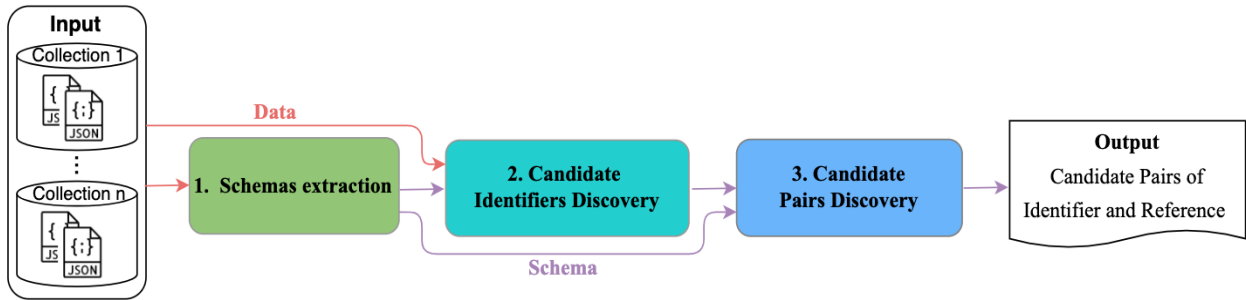 Input
Collection 1
{
JS
{;}
JSON
Collection n
{
JS
{;}
JSON
Data
1. Schemas extraction
2. Candidate
Identifiers Discovery
3. Candidate
Pairs Discovery
Schema
Output
Candidate Pairs of
Identifier and Reference